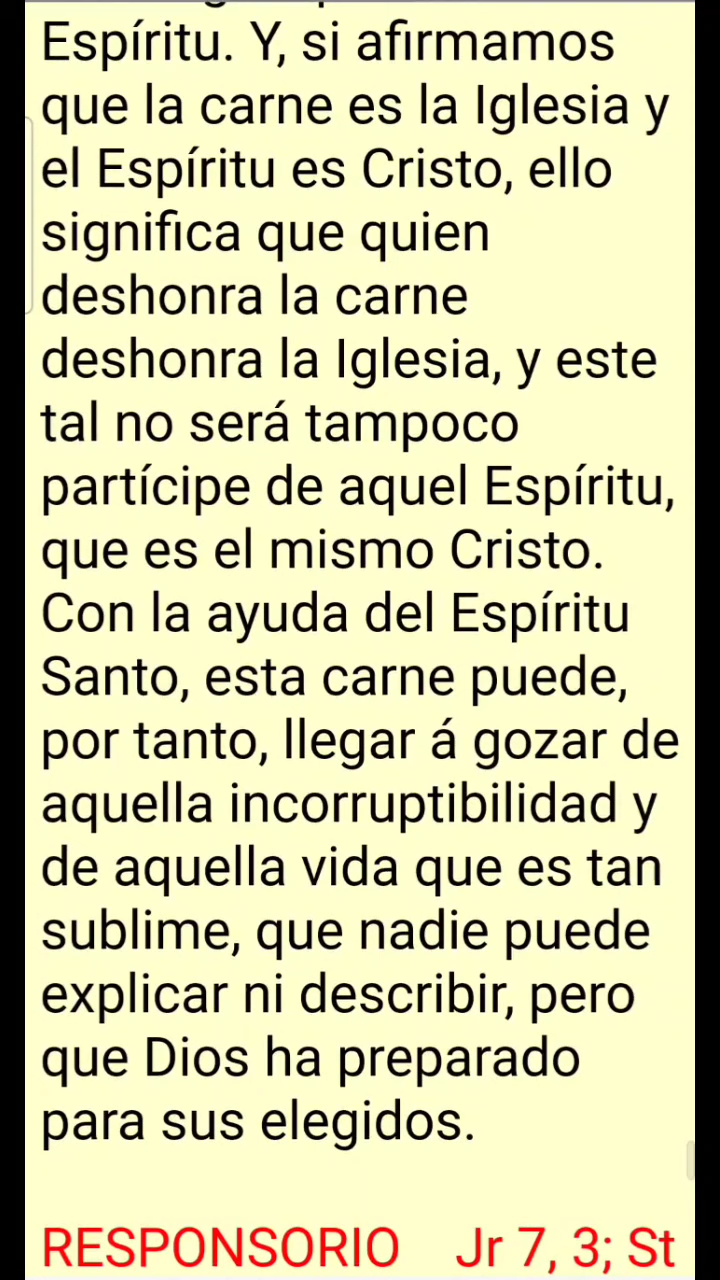 Espíritu. Y, si afirmamos
que la carne es la Iglesia y
el Espíritu es Cristo, ello
significa que quien
deshonra la carne
deshonra la Iglesia, y este
tal no será tampoco
partícipe de aquel Espíritu,
que es el mismo Cristo.
Con la ayuda del Espíritu
Santo, esta carne puede,
por tanto, llegar á gozar de
aquella incorruptibilidad y
de aquella vida que es tan
sublime, que nadie puede
explicar ni describir, pero
que Dios ha preparado
para sus elegidos.
RESPONSORIO Jr 7, 3; St